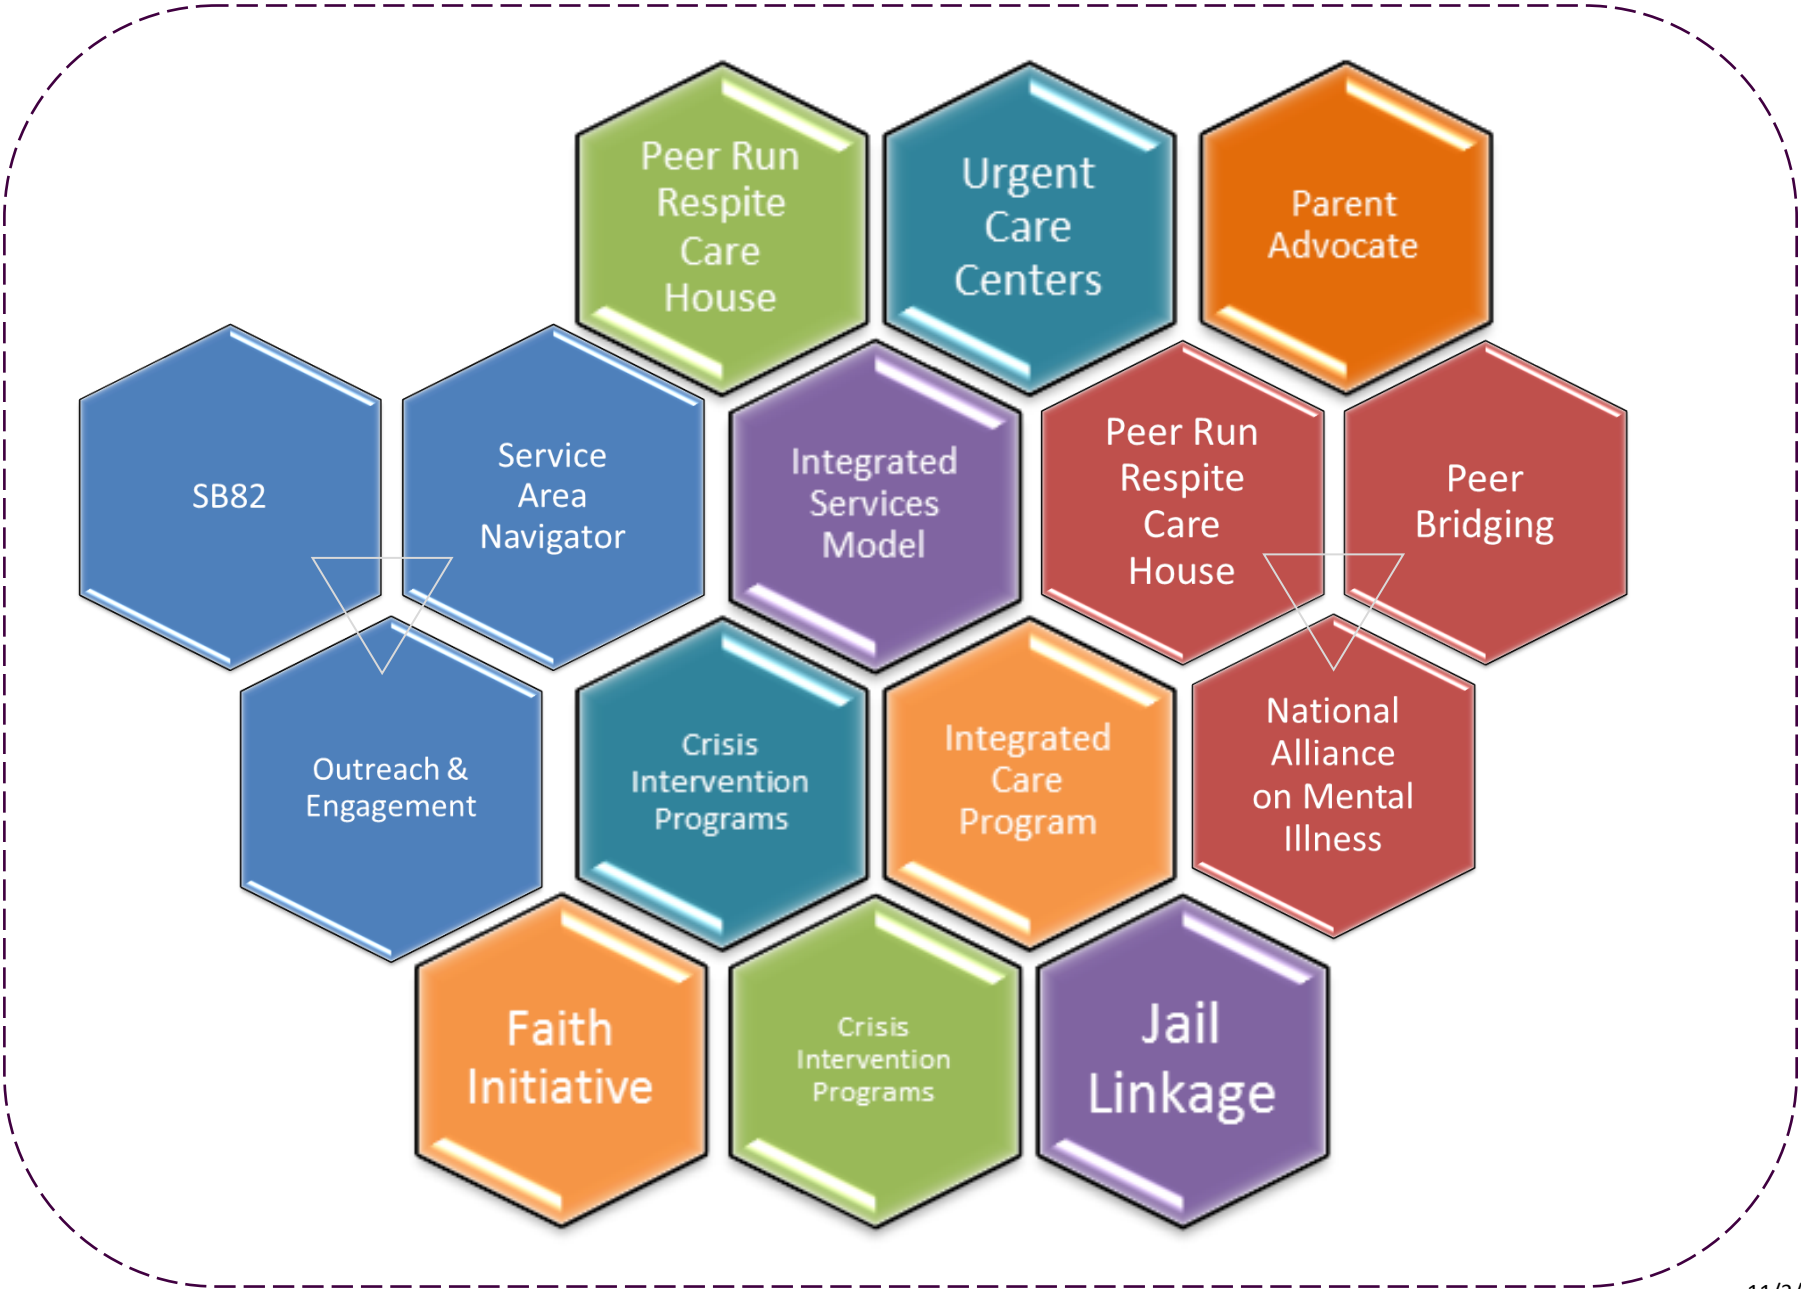 Peer Run
Respite
Care
House
Urgent
Care
Centers
Parent
Advocate
SB82
Service
Area
Navigator
Integrated
Services
Model
Peer Run
Respite
Care
House
Peer
Bridging
Outreach &
Engagement
Crisis
Intervention
Programs
Integrated
Care
Program
National
Alliance
on Mental
Illness
Faith
Initiative
Crisis
Intervention
Programs
Jail
Linkage